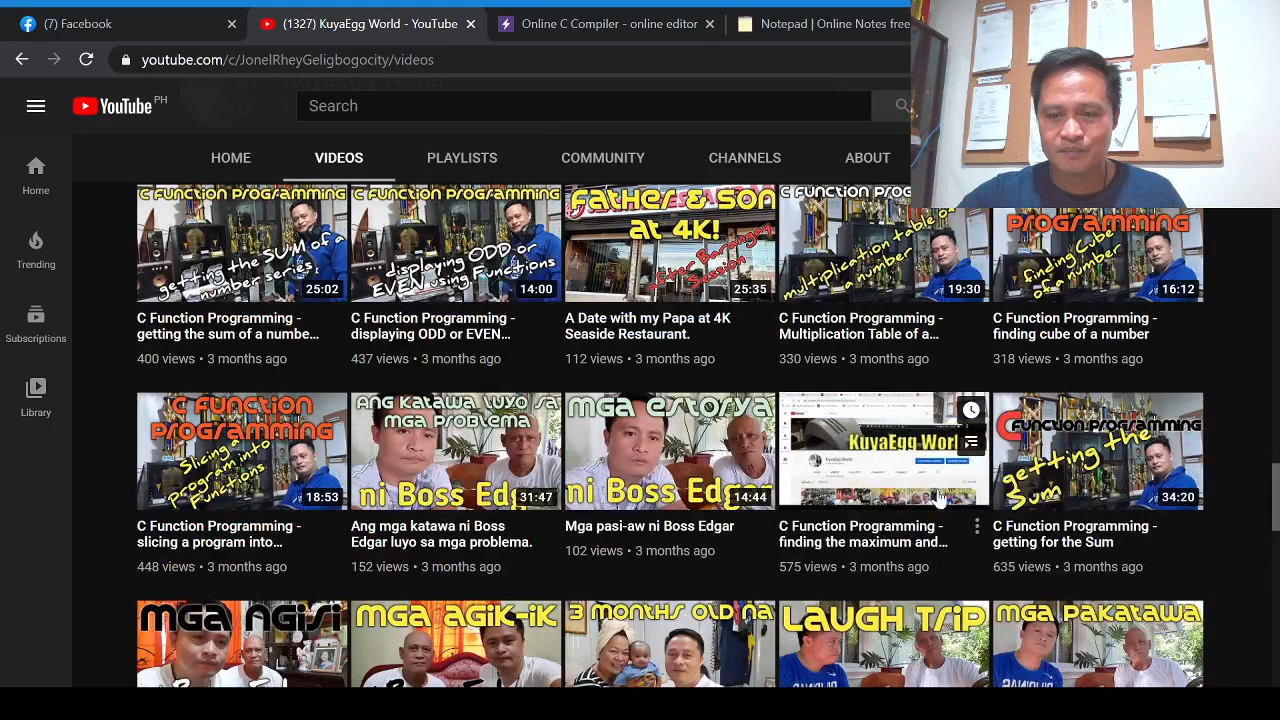 (7) Facebook
(1327) KuyaEgg World - YouTube
Online C Compiler - online editor
Notepad | Online Notes free
youtube.com/c/JonelRheyGeligbogocity/videos
YouTube PH
Search
HOME
VIDEOS
PLAYLISTS
COMMUNITY
CHANNELS
ABOUT
Home
Trending
Subscriptions
Library
C FUNCTION PROGRAMMING
getting the SUM of a
number series
25:02
C FUNCTION PROGRAMMING
displaying ODD or
EVEN using Functions
14:00
FATHER & SON
at 4K!
after Barangay
Session
25:35
C FUNCTION PROG
multiplication table of
a number
19:30
PROGRAMMING
finding Cube
of a number
16:12
C Function Programming -
getting the sum of a numbe...
400 views • 3 months ago
C Function Programming -
displaying ODD or EVEN...
437 views • 3 months ago
A Date with my Papa at 4K
Seaside Restaurant.
112 views • 3 months ago
C Function Programming -
Multiplication Table of a...
330 views • 3 months ago
C Function Programming -
finding cube of a number
318 views • 3 months ago
C FUNCTION
PROGRAMMING
Slicing a
program into
functions
18:53
ANG KATAWA LUYO SA
MGA PROBLEMA
ni Boss Edg
31:47
MGA ESTORYA
ni Boss Ed
14:44
KuyaEgg Worl
C FUNCTION PROGRAMMING
getting the
Sum
34:20
C Function Programming -
slicing a program into...
448 views • 3 months ago
Ang mga katawa ni Boss
Edgar luyo sa mga problema.
152 views • 3 months ago
Mga pasi-aw ni Boss Edgar
102 views • 3 months ago
C Function Programming -
finding the maximum and...
575 views • 3 months ago
C Function Programming -
getting for the Sum
635 views • 3 months ago
MGA NGISI
MGA AGIK-IK
3 MONTHS OLD NA
LAUGH TRIP
MGA PAKATAWA